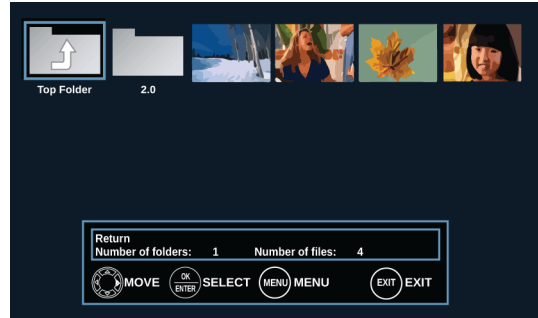 Top Folder
2.0
Return
Number of folders: 1 Number of files: 4
MOVE OK ENTER SELECT MENU MENU EXIT EXIT